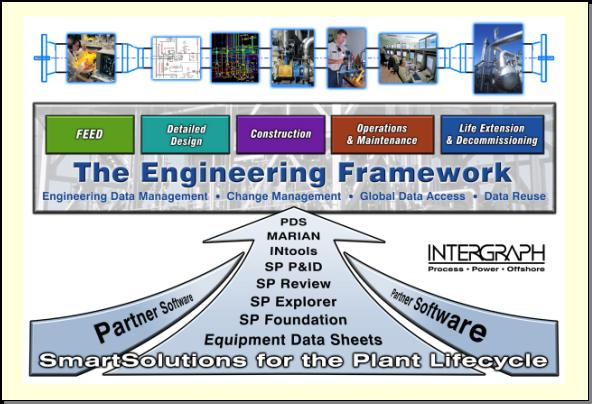 FEED
Detailed
Design
Construction
Operations
& Maintenance
Life Extension
& Decommissioning
The Engineering Framework
Engineering Data Management • Change Management • Global Data Access • Data Reuse
PDS
MARIAN
INtools
SP P&ID
SP Review
SP Explorer
SP Foundation
Equipment Data Sheets
Partner Software
Partner Software
INTERGRAPH
Process • Power • Offshore
SmartSolutions for the Plant Lifecycle